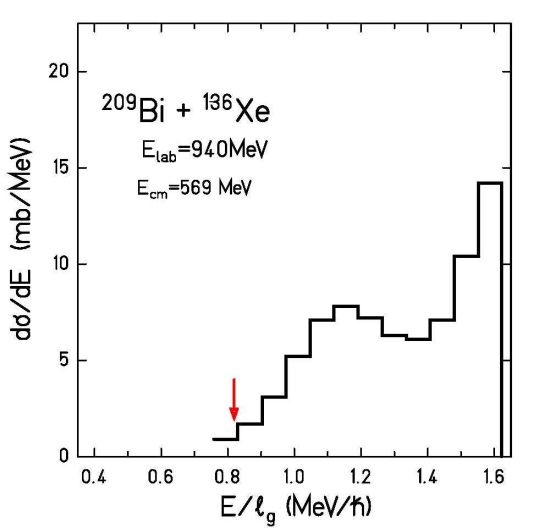 20
15
10
5
0
dσ/dE (mb/MeV)
²⁰⁹Bi + ¹³⁶Xe
E_lab=940MeV
E_cm=569 MeV
0.4 0.6 0.8 1.0 1.2 1.4 1.6
E/ℓ_g (MeV/ħ)